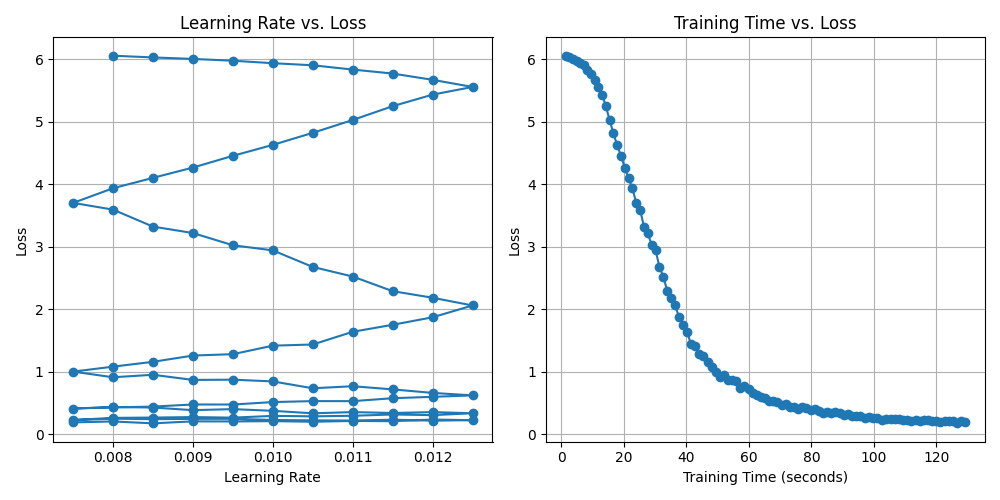 Learning Rate vs. Loss
6
5
4
3
2
1
0
Loss
0.008 0.009 0.010 0.011 0.012
Learning Rate
Training Time vs. Loss
6
5
4
3
2
1
0
Loss
0 20 40 60 80 100 120
Training Time (seconds)